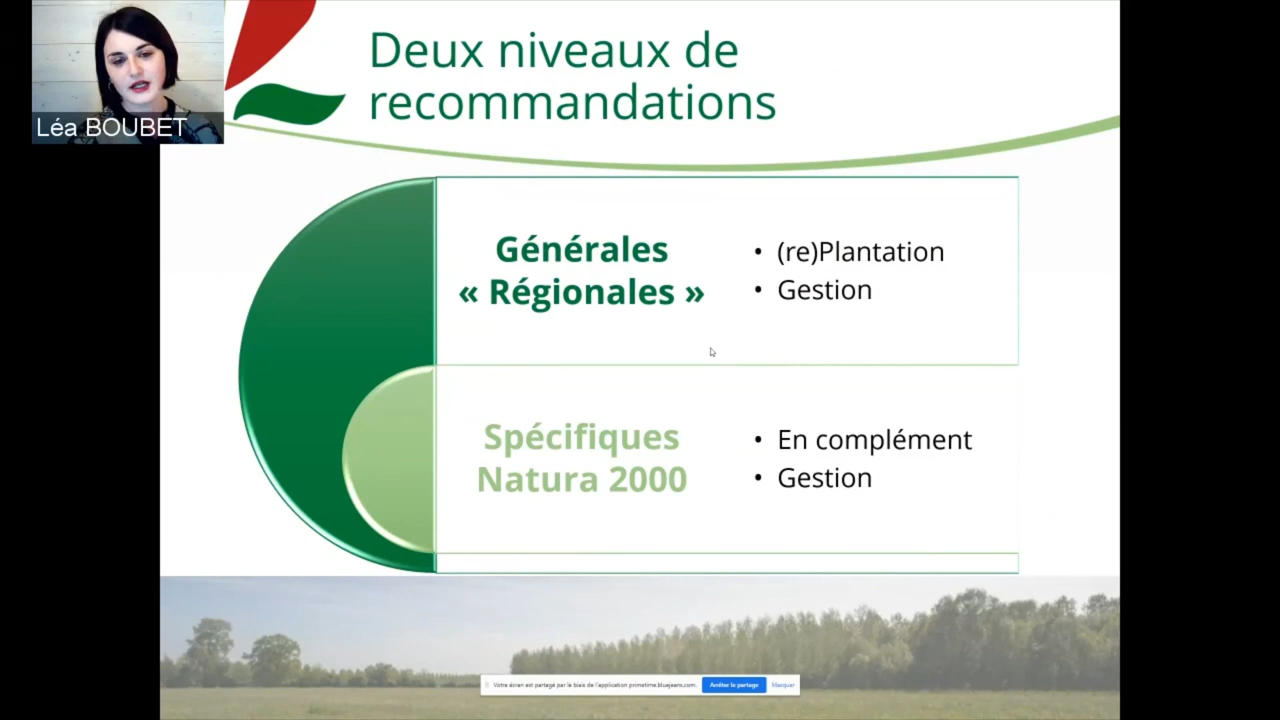 Léa BOUBET
Deux niveaux de
recommandations
Générales
« Régionales »
• (re)Plantation
• Gestion
Spécifiques
Natura 2000
• En complément
• Gestion
Votre écran est partagé par le biais de l'application primetime.bluejeans.com.
Arrêter le partage
Masquer